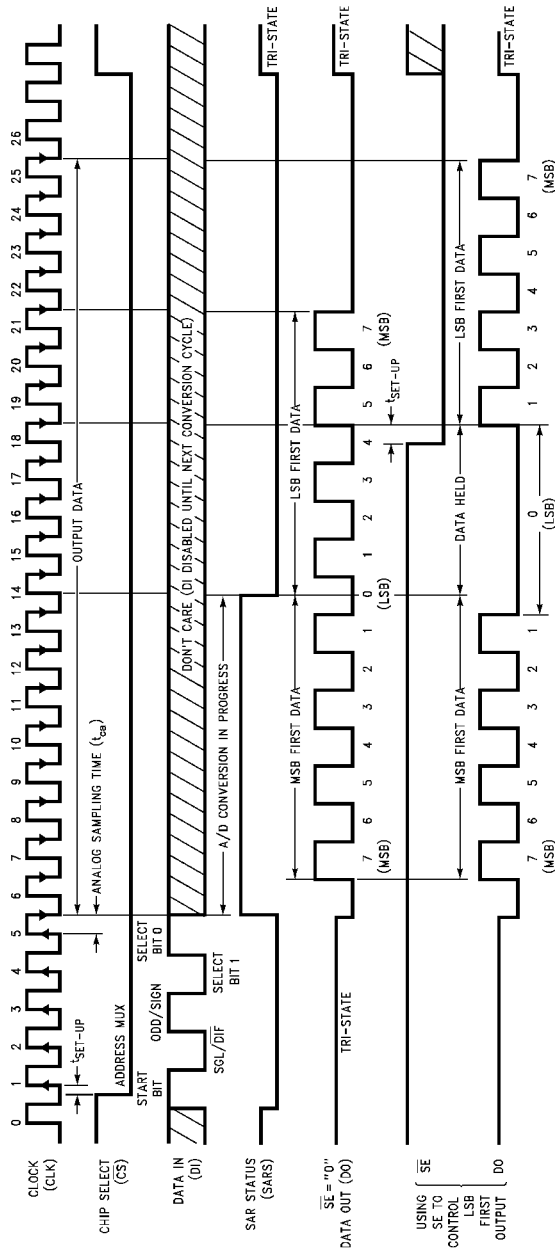 0 1 2 3 4 5 6 7 8 9 10 11 12 13 14 15 16 17 18 19 20 21 22 23 24 25 26
CLOCK
(CLK)
tSET-UP
ANALOG SAMPLING TIME (tCA)
OUTPUT DATA
CHIP SELECT
(C̅S̅)
ADDRESS MUX
START
BIT
ODD/SIGN
SELECT
BIT 0
DATA IN
(DI)
DON'T CARE (DI DISABLED UNTIL NEXT CONVERSION CYCLE)
SGL/D̅I̅F̅
SELECT
BIT 1
A/D CONVERSION IN PROGRESS
SAR STATUS
(SARS)
TRI-STATE
MSB FIRST DATA
LSB FIRST DATA
S̅E̅ = "0"
DATA OUT (DO)
TRI-STATE
TRI-STATE
7 6 5 4 3 2 1 0 1 2 3 4 5 6 7
(MSB)
(LSB)
(MSB)
tSET-UP
USING
SE TO
CONTROL
LSB
FIRST
OUTPUT
S̅E̅
MSB FIRST DATA
DATA HELD
LSB FIRST DATA
DO
TRI-STATE
7 6 5 4 3 2 1 0 1 2 3 4 5 6 7
(MSB)
(LSB)
(MSB)